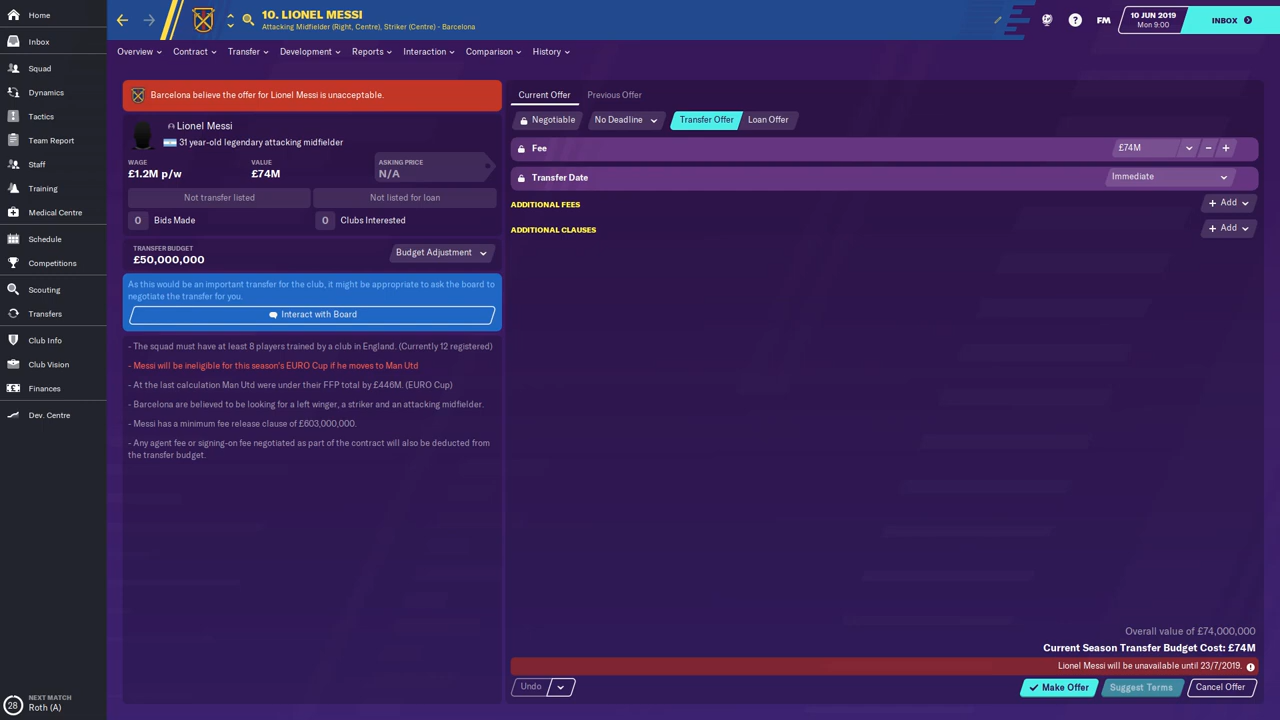 Home
10. LIONEL MESSI
Attacking Midfielder (Right, Centre), Striker (Centre) - Barcelona
?
FM
10 JUN 2019
Mon 9:00
INBOX
Inbox
Squad
Dynamics
Tactics
Team Report
Staff
Training
Medical Centre
Schedule
Competitions
Scouting
Transfers
Club Info
Club Vision
Finances
Dev. Centre
28
NEXT MATCH
Roth (A)
Overview
Contract
Transfer
Development
Reports
Interaction
Comparison
History
Barcelona believe the offer for Lionel Messi is unacceptable.
Lionel Messi
31 year-old legendary attacking midfielder
WAGE
£1.2M p/w
VALUE
£74M
ASKING PRICE
N/A
Not transfer listed
Not listed for loan
0 Bids Made
0 Clubs Interested
TRANSFER BUDGET
£50,000,000
Budget Adjustment
As this would be an important transfer for the club, it might be appropriate to ask the board to
negotiate the transfer for you.
Interact with Board
- The squad must have at least 8 players trained by a club in England. (Currently 12 registered)
- Messi will be ineligible for this season's EURO Cup if he moves to Man Utd
- At the last calculation Man Utd were under their FFP total by £446M. (EURO Cup)
- Barcelona are believed to be looking for a left winger, a striker and an attacking midfielder.
- Messi has a minimum fee release clause of £603,000,000.
- Any agent fee or signing-on fee negotiated as part of the contract will also be deducted from
the transfer budget.
Current Offer
Previous Offer
Negotiable
No Deadline
Transfer Offer
Loan Offer
Fee
£74M
Transfer Date
Immediate
ADDITIONAL FEES
Add
ADDITIONAL CLAUSES
Add
Overall value of £74,000,000
Current Season Transfer Budget Cost: £74M
Lionel Messi will be unavailable until 23/7/2019.
Undo
Make Offer
Suggest Terms
Cancel Offer